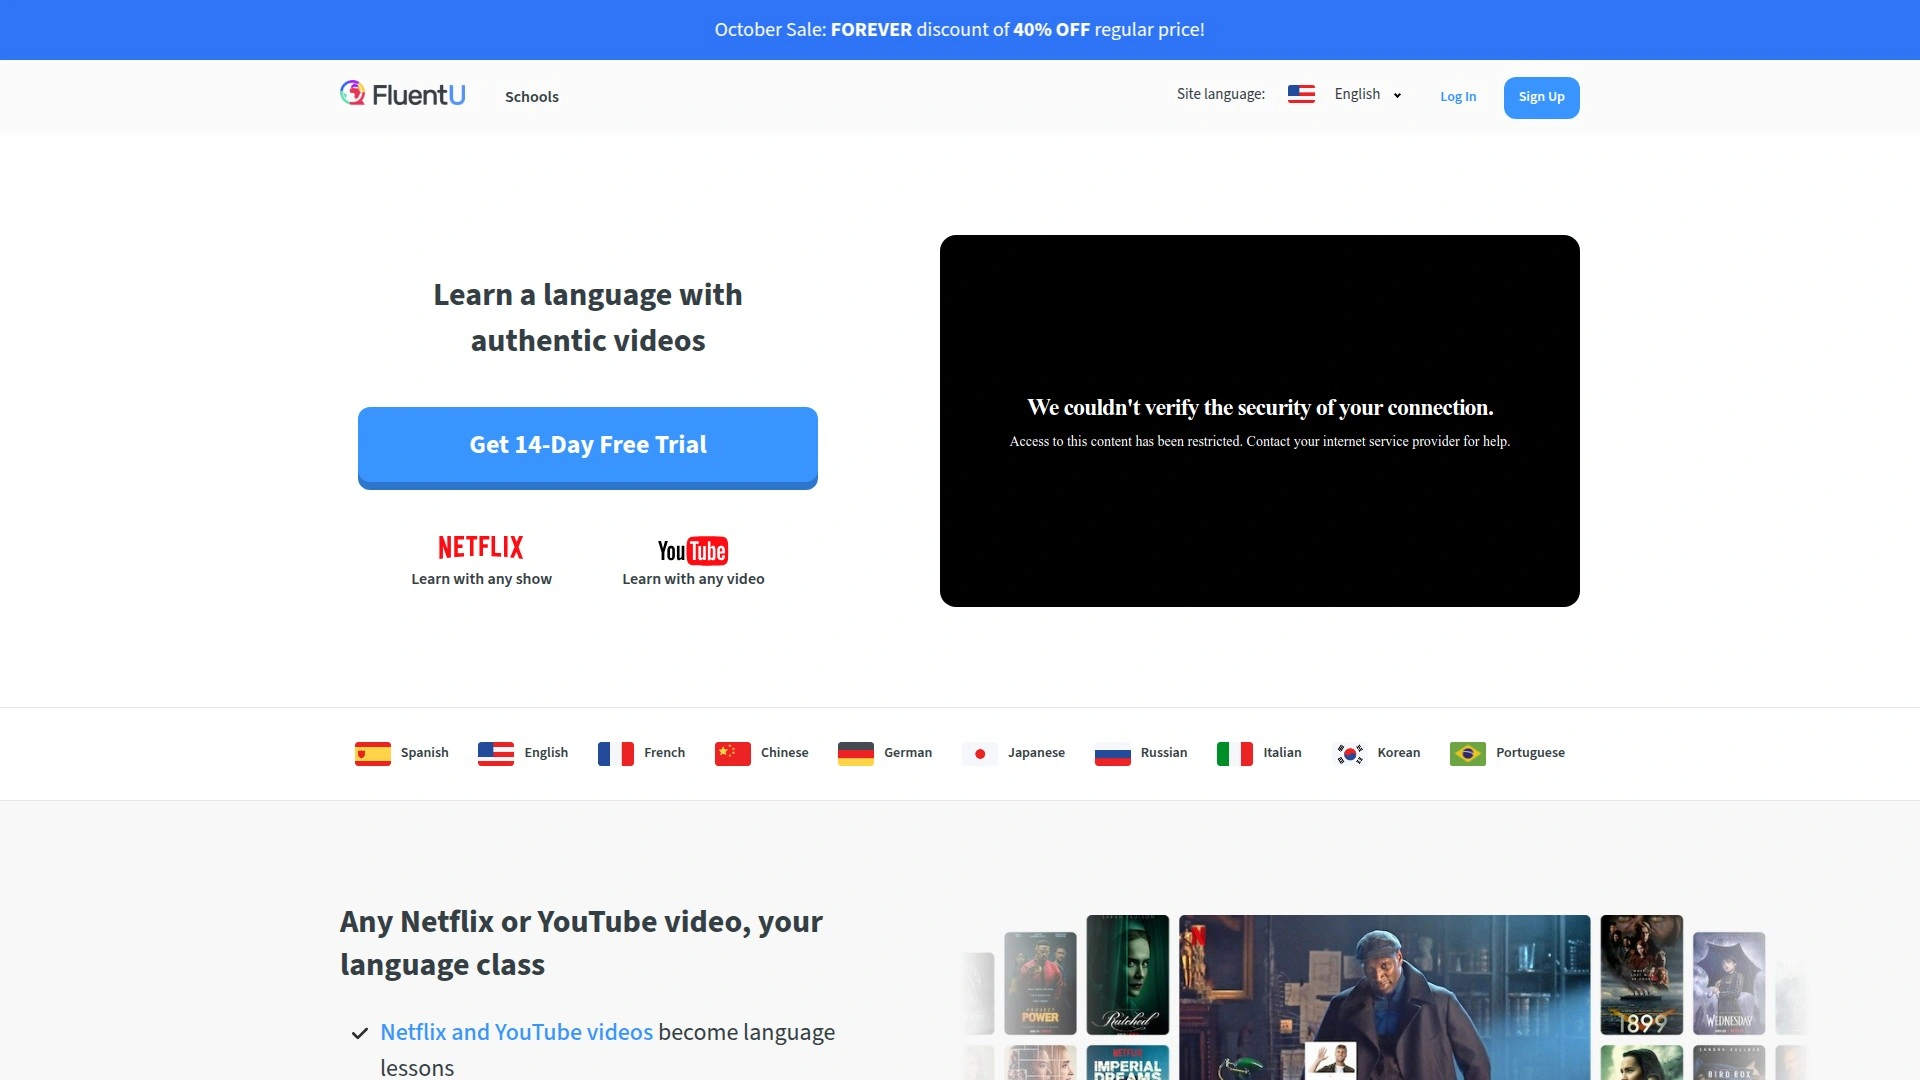 October Sale: FOREVER discount of 40% OFF regular price!
FluentU
Schools
Site language:
English
Log In
Sign Up
Learn a language with
authentic videos
Get 14-Day Free Trial
NETFLIX
Learn with any show
YouTube
Learn with any video
We couldn't verify the security of your connection.
Access to this content has been restricted. Contact your internet service provider for help.
Spanish
English
French
Chinese
German
Japanese
Russian
Italian
Korean
Portuguese
Any Netflix or YouTube video, your
language class
Netflix and YouTube videos become language
lessons
POWER
Ratched
1899
WEDNESDAY
NETFLIX
IMPERIAL
DREAMS
BIRD BOX